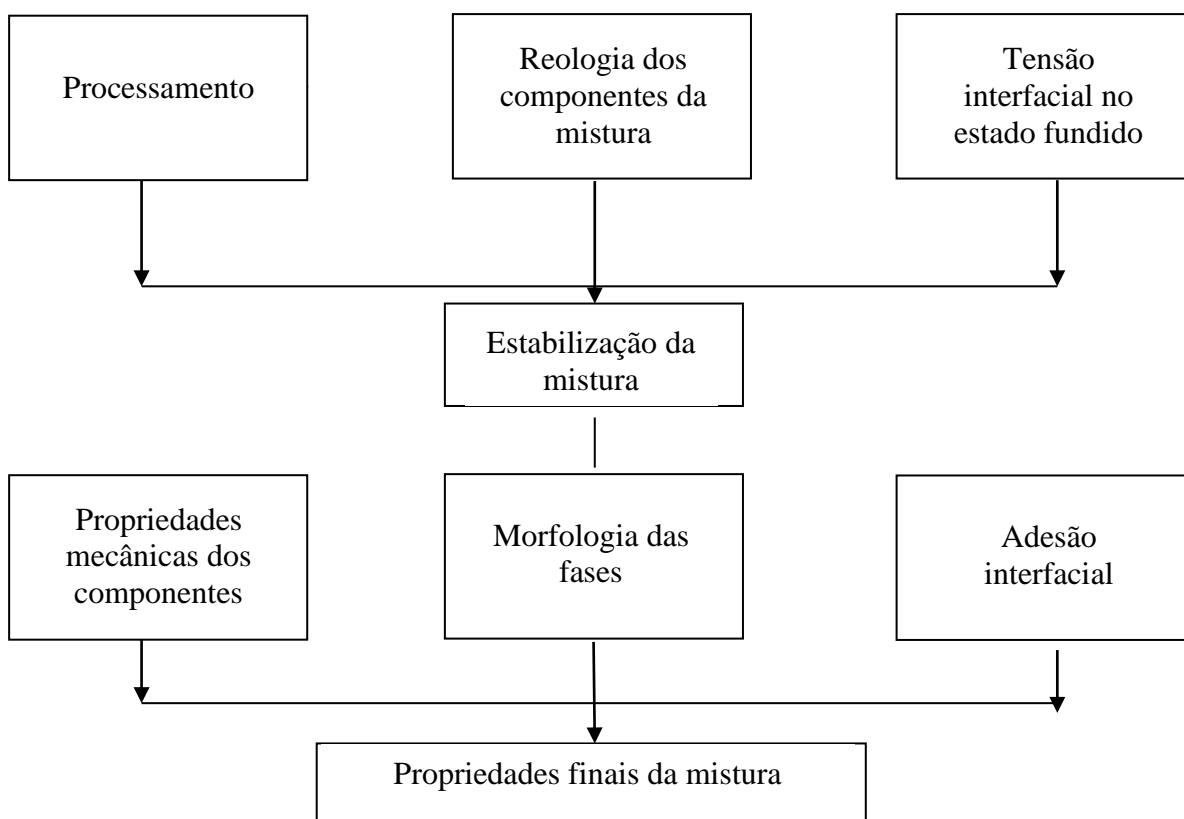 Processamento
Reologia dos
componentes da
mistura
Tensão
interfacial no
estado fundido
Estabilização da
mistura
Propriedades
mecânicas dos
componentes
Morfologia das
fases
Adesão
interfacial
Propriedades finais da mistura